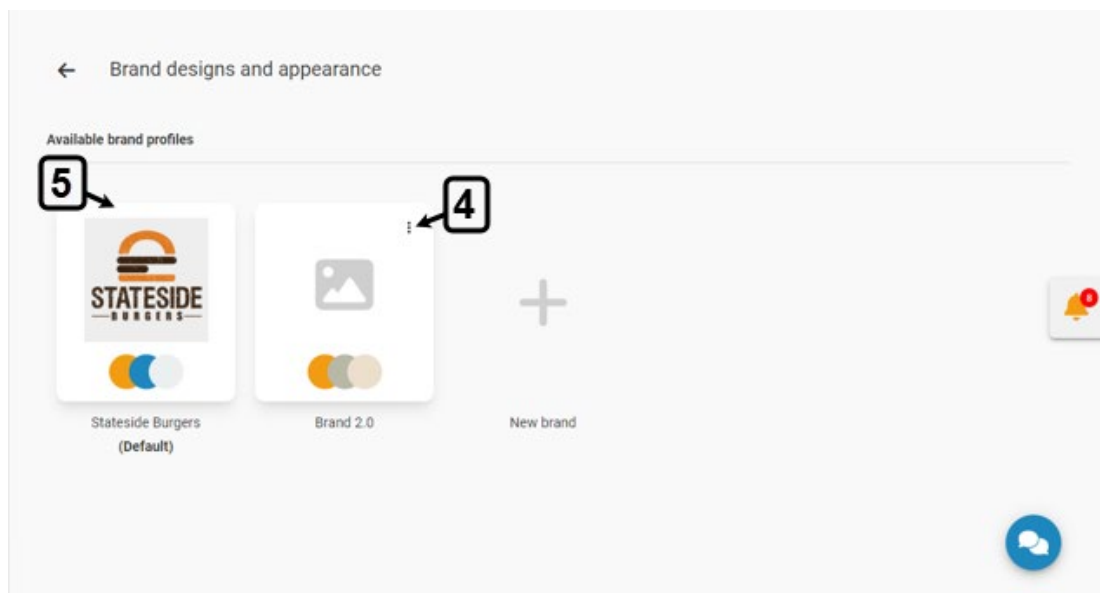 Brand designs and appearance
Available brand profiles
5
4
STATESIDE
BURGERS
Stateside Burgers
(Default)
Brand 2.0
New brand